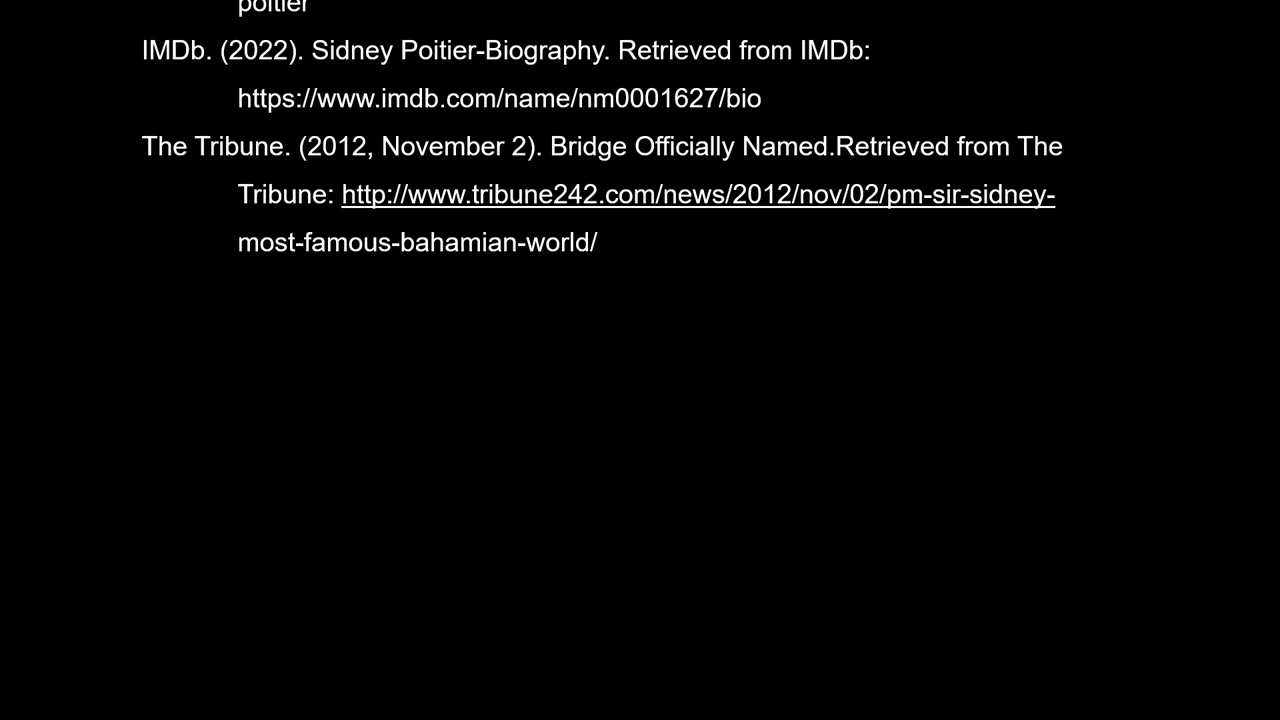 poitier
IMDb. (2022). Sidney Poitier-Biography. Retrieved from IMDb:
https://www.imdb.com/name/nm0001627/bio
The Tribune. (2012, November 2). Bridge Officially Named.Retrieved from The
Tribune: http://www.tribune242.com/news/2012/nov/02/pm-sir-sidney-
most-famous-bahamian-world/